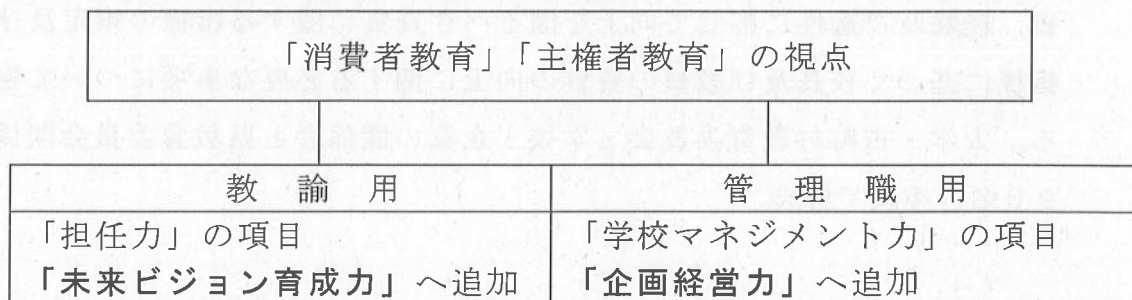 「消費者教育」「主権者教育」の視点
教諭用
管理職用
「担任力」の項目
「学校マネジメント力」の項目
「未来ビジョン育成力」へ追加
「企画経営力」へ追加